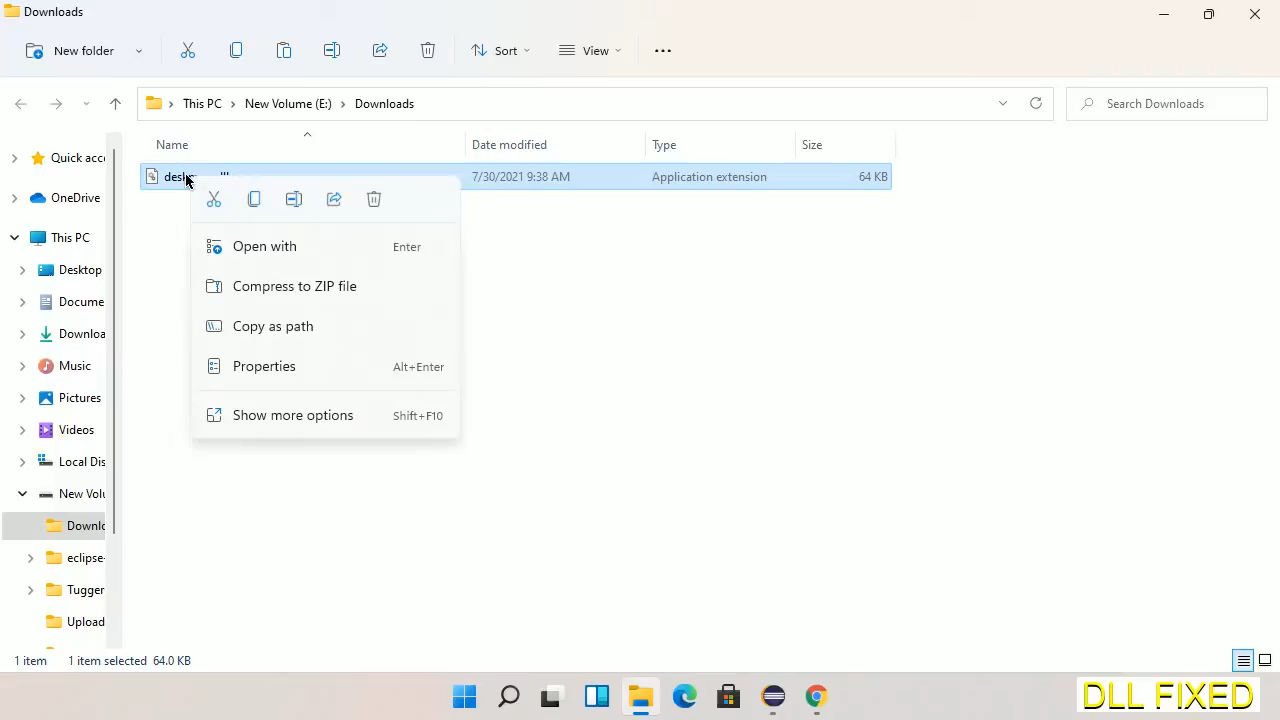 Downloads
New folder
Sort
View
This PC
New Volume (E:)
Downloads
Search Downloads
Name
Date modified
Type
Size
7/30/2021 9:38 AM
Application extension
64 KB
Open with
Enter
Compress to ZIP file
Copy as path
Properties
Alt+Enter
Show more options
Shift+F10
Quick acc
OneDrive
This PC
Desktop
Docume
Downloa
Music
Pictures
Videos
Local Dis
New Volu
Downlo
eclipse-
Tugger
Upload
1 item
1 item selected
64.0 KB
DLL FIXED